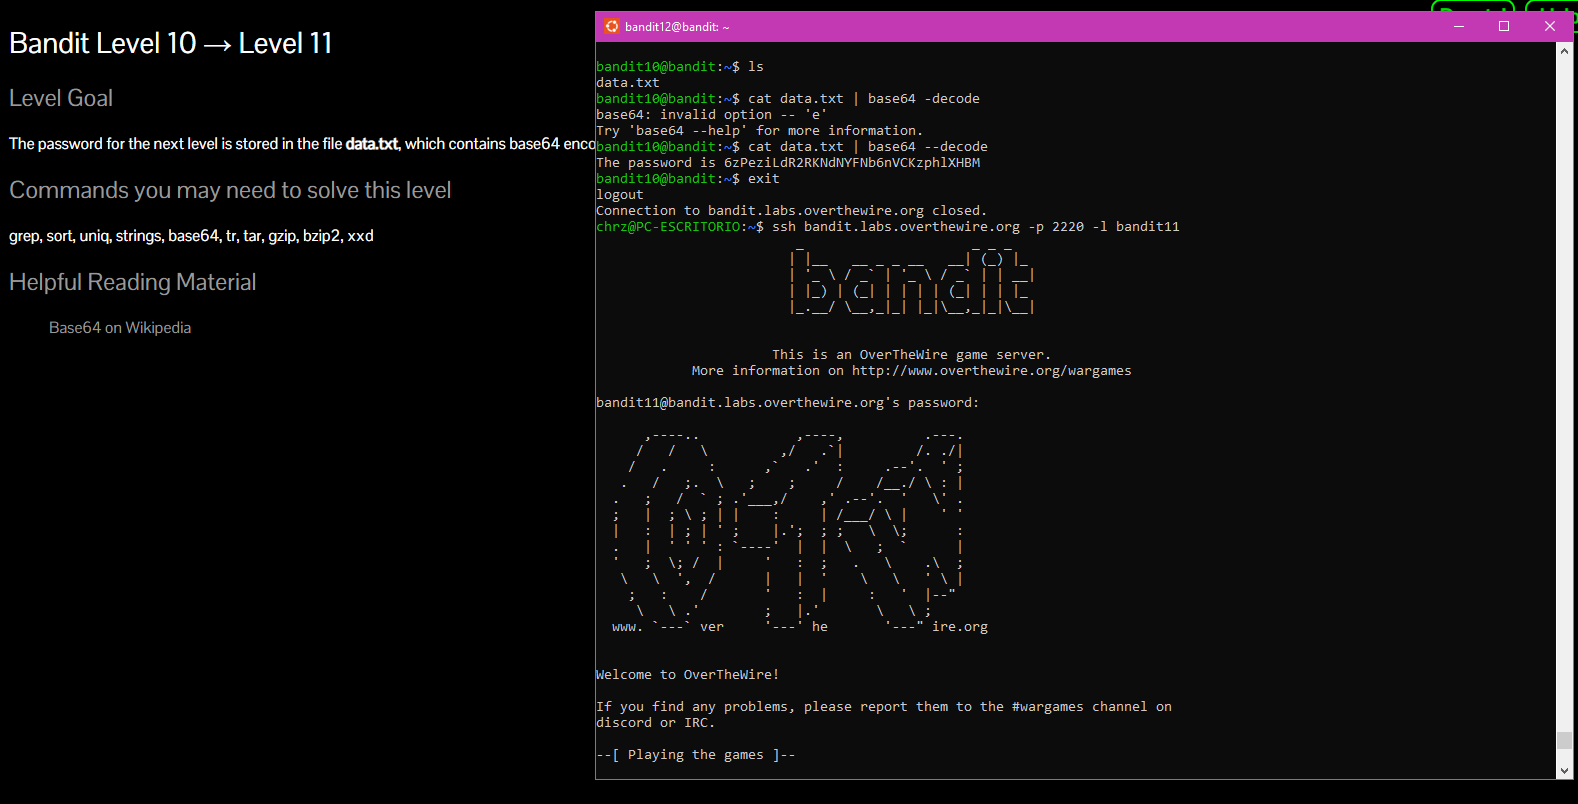 Bandit Level 10 → Level 11
Level Goal
The password for the next level is stored in the file data.txt, which contains base64 enco
Commands you may need to solve this level
grep, sort, uniq, strings, base64, tr, tar, gzip, bzip2, xxd
Helpful Reading Material
Base64 on Wikipedia
bandit12@bandit: ~
bandit10@bandit:~$ ls
data.txt
bandit10@bandit:~$ cat data.txt | base64 -decode
base64: invalid option -- 'e'
Try 'base64 --help' for more information.
bandit10@bandit:~$ cat data.txt | base64 --decode
The password is 6zPeziLdR2RKNdNYFNb6nVCKzphlXHBM
bandit10@bandit:~$ exit
logout
Connection to bandit.labs.overthewire.org closed.
chrz@PC-ESCRITORIO:~$ ssh bandit.labs.overthewire.org -p 2220 -l bandit11
bandit
This is an OverTheWire game server.
More information on http://www.overthewire.org/wargames
bandit11@bandit.labs.overthewire.org's password:
www. ver he ire.org
Welcome to OverTheWire!
If you find any problems, please report them to the #wargames channel on
discord or IRC.
--[ Playing the games ]--